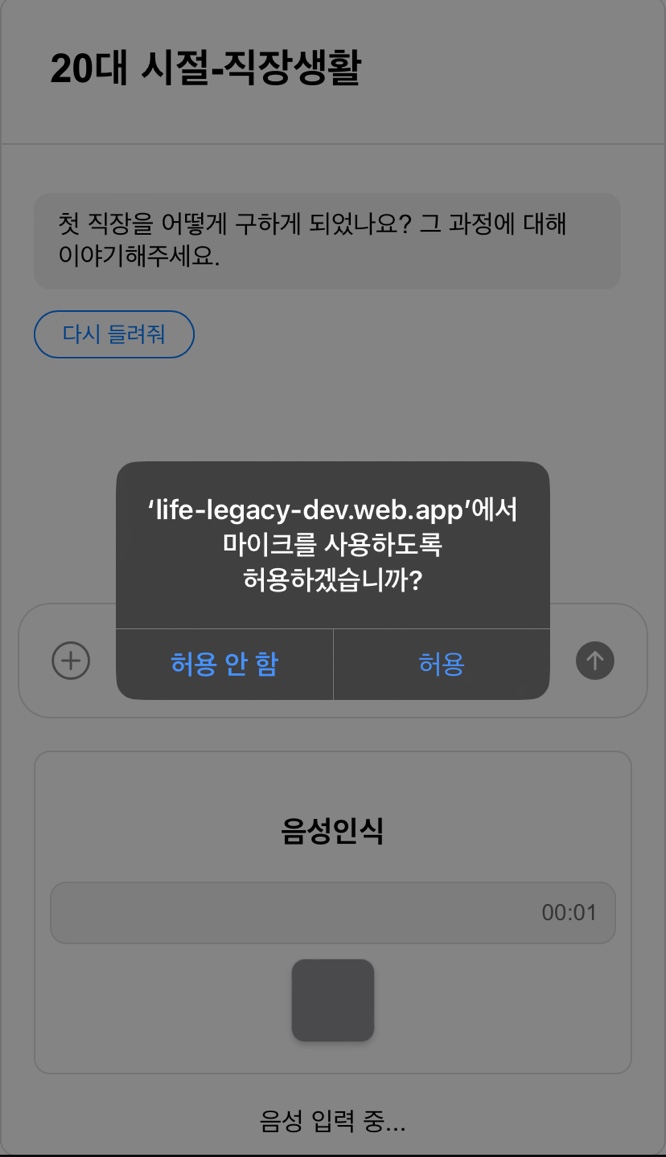 20대 시절-직장생활
첫 직장을 어떻게 구하게 되었나요? 그 과정에 대해
이야기해주세요.
다시 들려줘
‘life-legacy-dev.web.app’에서
마이크를 사용하도록
허용하겠습니까?
허용 안 함
허용
음성인식
00:01
음성 입력 중...